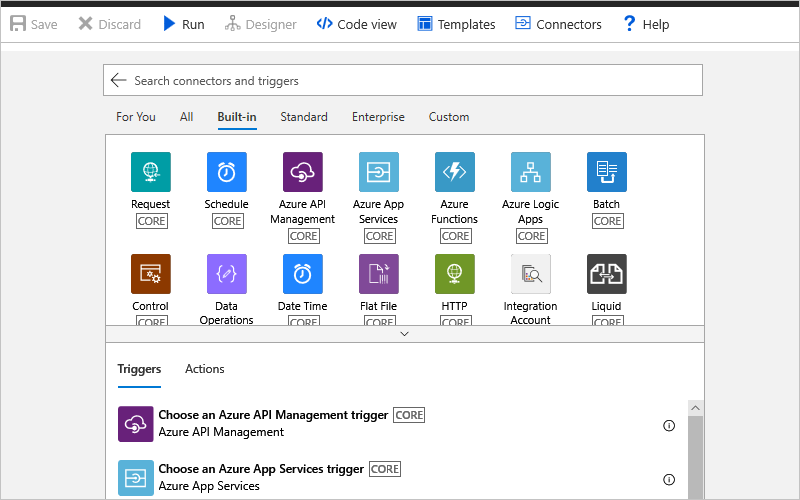 Save Discard Run Designer Code view Templates Connectors Help
Search connectors and triggers
For You All Built-in Standard Enterprise Custom
Request Schedule Azure API Management Azure App Services Azure Functions Azure Logic Apps Batch
CORE CORE CORE CORE CORE CORE CORE
Control Data Operations Date Time Flat File HTTP Integration Account Liquid
CORE CORE CORE CORE CORE
Triggers Actions
Choose an Azure API Management trigger CORE
Azure API Management
Choose an Azure App Services trigger CORE
Azure App Services